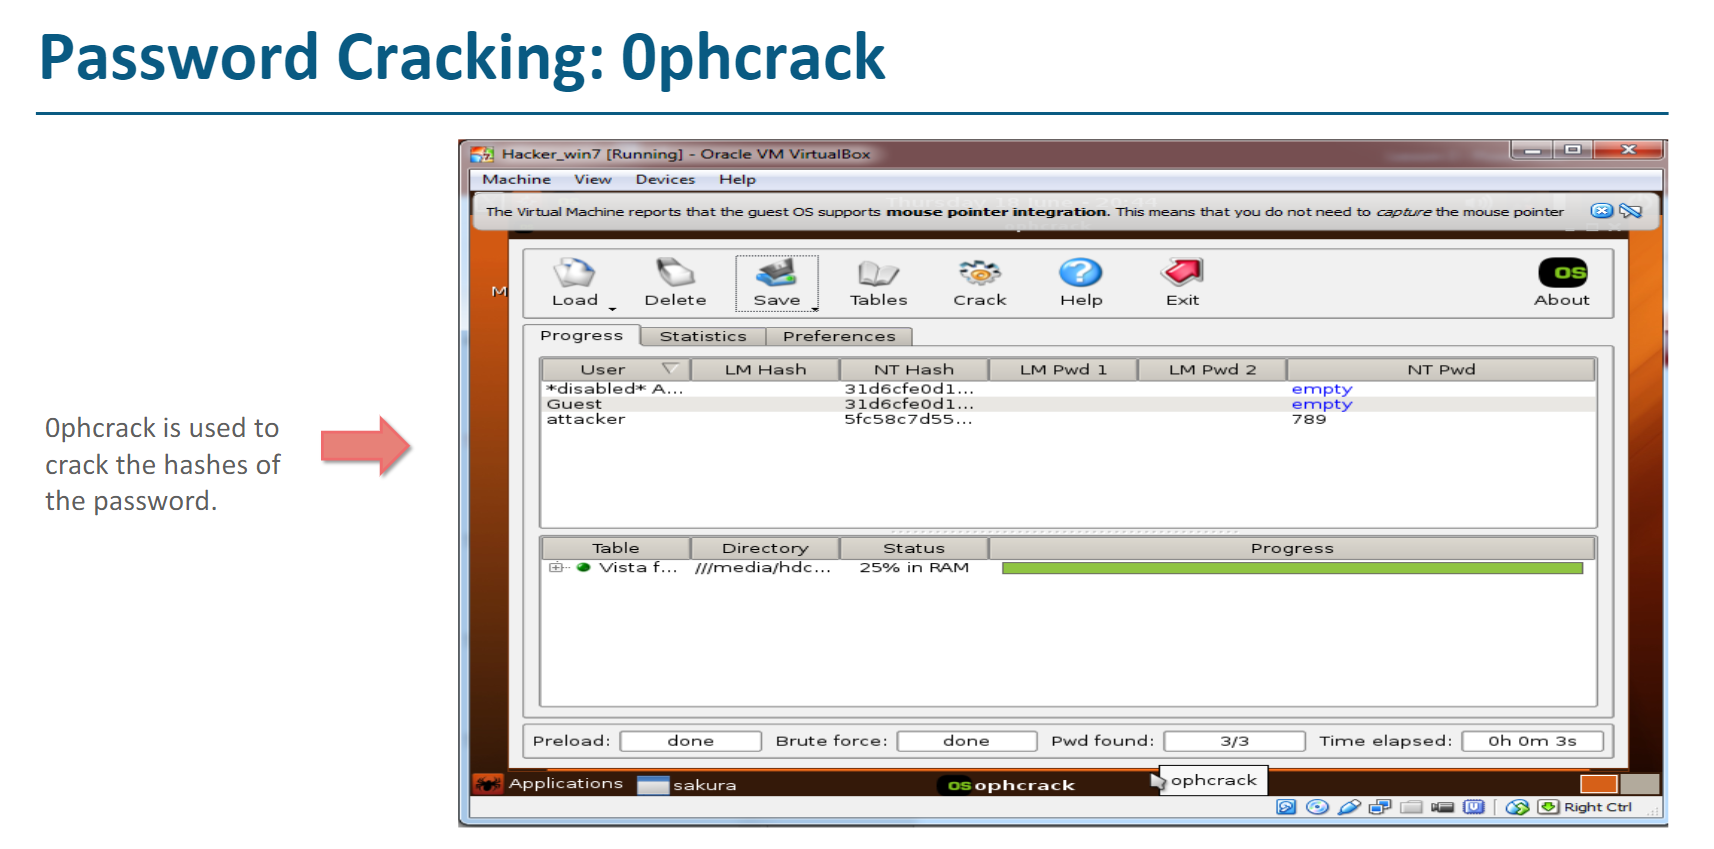 Password Cracking: 0phcrack
Hacker_win7 [Running] - Oracle VM VirtualBox
Machine View Devices Help
The Virtual Machine reports that the guest OS supports mouse pointer integration. This means that you do not need to capture the mouse pointer
M
Load Delete Save Tables Crack Help Exit OS About
Progress Statistics Preferences
User LM Hash NT Hash LM Pwd 1 LM Pwd 2 NT Pwd
*disabled* A... 31d6cfe0d1... empty
Guest 31d6cfe0d1... empty
attacker 5fc58c7d55... 789
0phcrack is used to
crack the hashes of
the password.
Table Directory Status Progress
Vista f... ///media/hdc... 25% in RAM
Preload: done Brute force: done Pwd found: 3/3 Time elapsed: 0h 0m 3s
Applications sakura OS ophcrack ophcrack
Right Ctrl